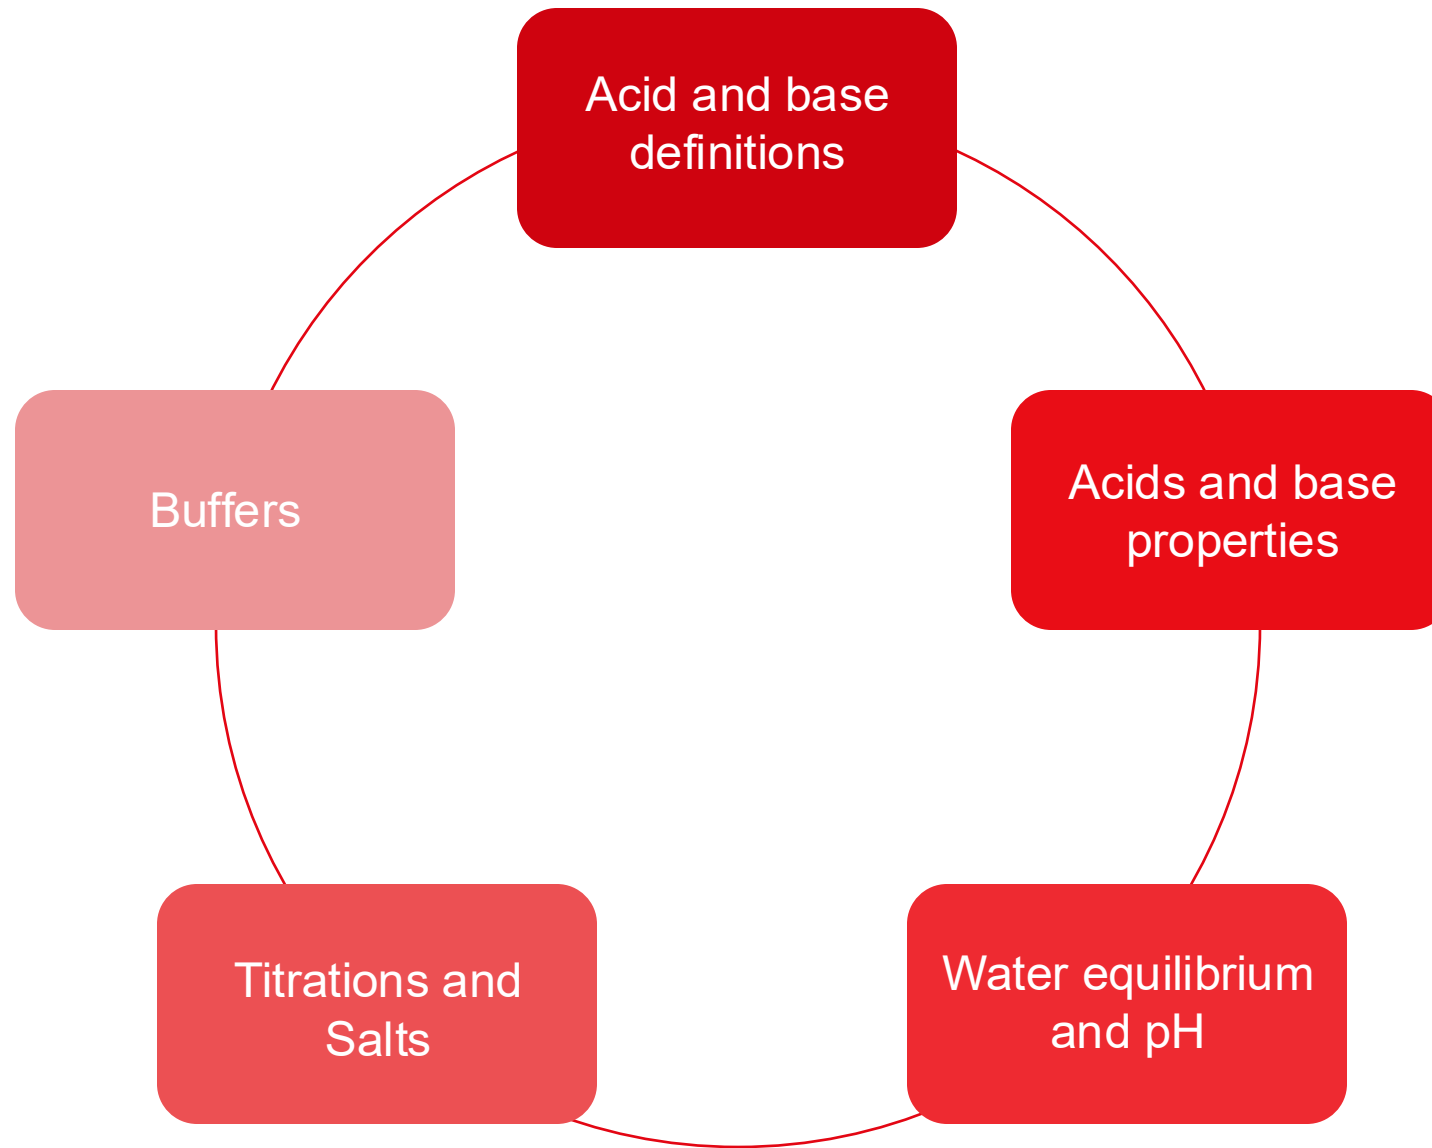 Acid and base
definitions
Acids and base
properties
Water equilibrium
and pH
Titrations and
Salts
Buffers